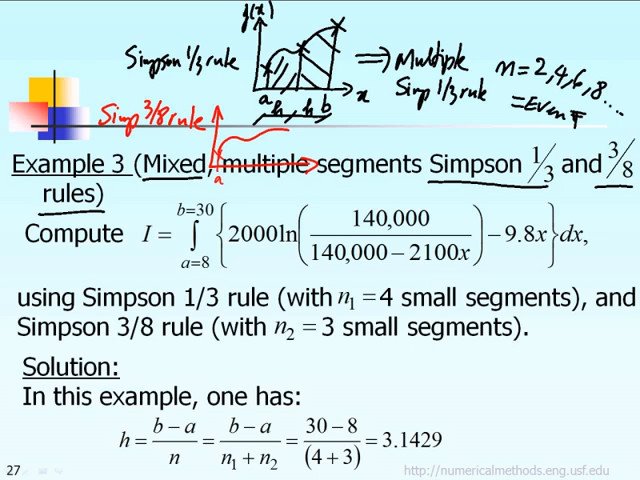 f(x)
Simpson 1/3 rule
a h h b x
⟹ Multiple
Simp 1/3 rule
n = 2,4,6,8...
= Even #
Simp 3/8 rule
a
Example 3 (Mixed, multiple segments Simpson 1/3 and 3/8
rules)
Compute I = ∫_{a=8}^{b=30} {2000ln(140,000/(140,000 − 2100x)) − 9.8x}dx,
using Simpson 1/3 rule (with n₁ = 4 small segments), and
Simpson 3/8 rule (with n₂ = 3 small segments).
Solution:
In this example, one has:
h = (b − a)/n = (b − a)/(n₁ + n₂) = (30 − 8)/(4 + 3) = 3.1429
27
http://numericalmethods.eng.usf.edu